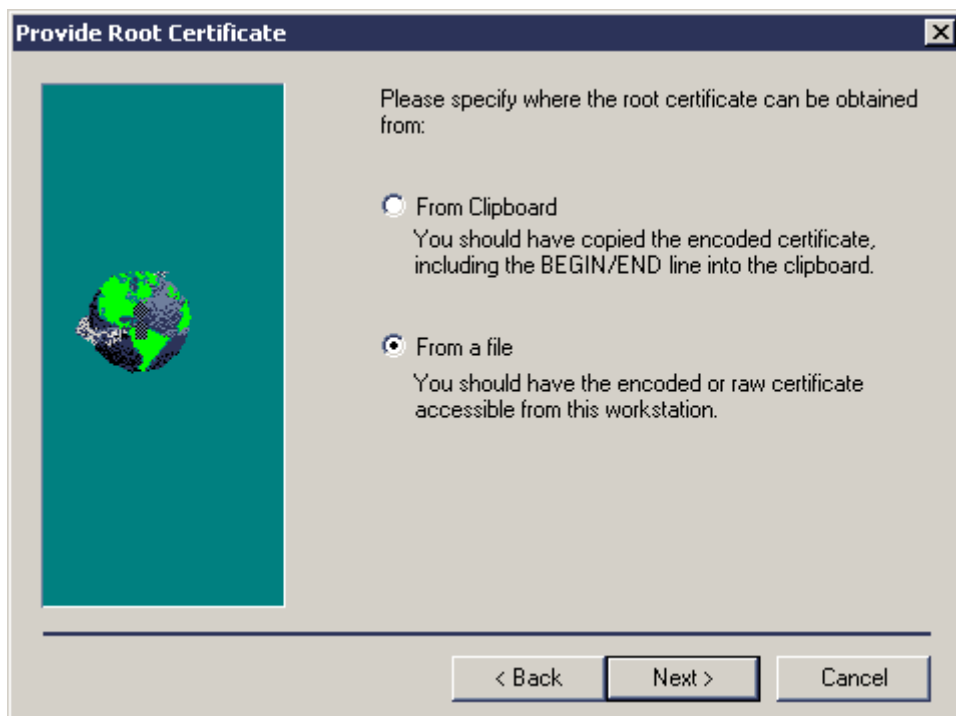 Provide Root Certificate
Please specify where the root certificate can be obtained
from:
From Clipboard
You should have copied the encoded certificate,
including the BEGIN/END line into the clipboard.
From a file
You should have the encoded or raw certificate
accessible from this workstation.
< Back
Next >
Cancel